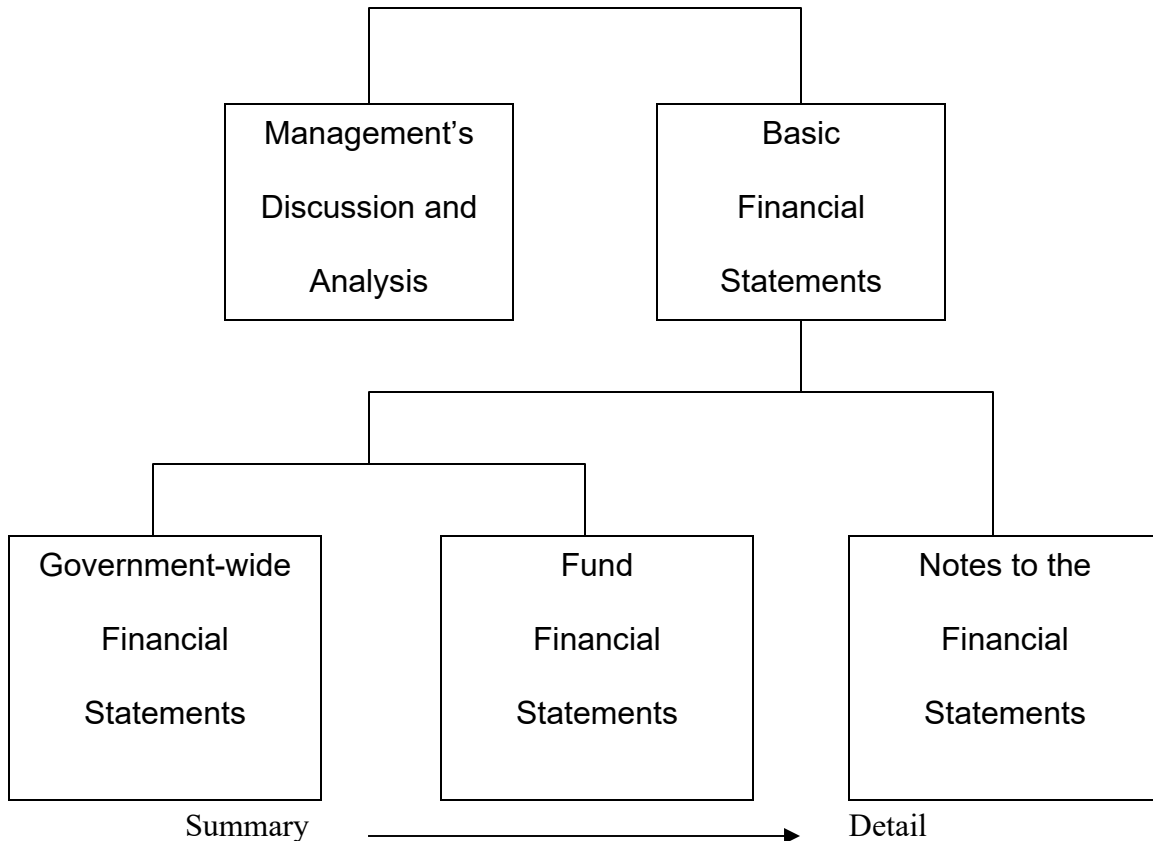 Management’s
Discussion and
Analysis
Basic
Financial
Statements
Government-wide
Financial
Statements
Fund
Financial
Statements
Notes to the
Financial
Statements
Summary
Detail